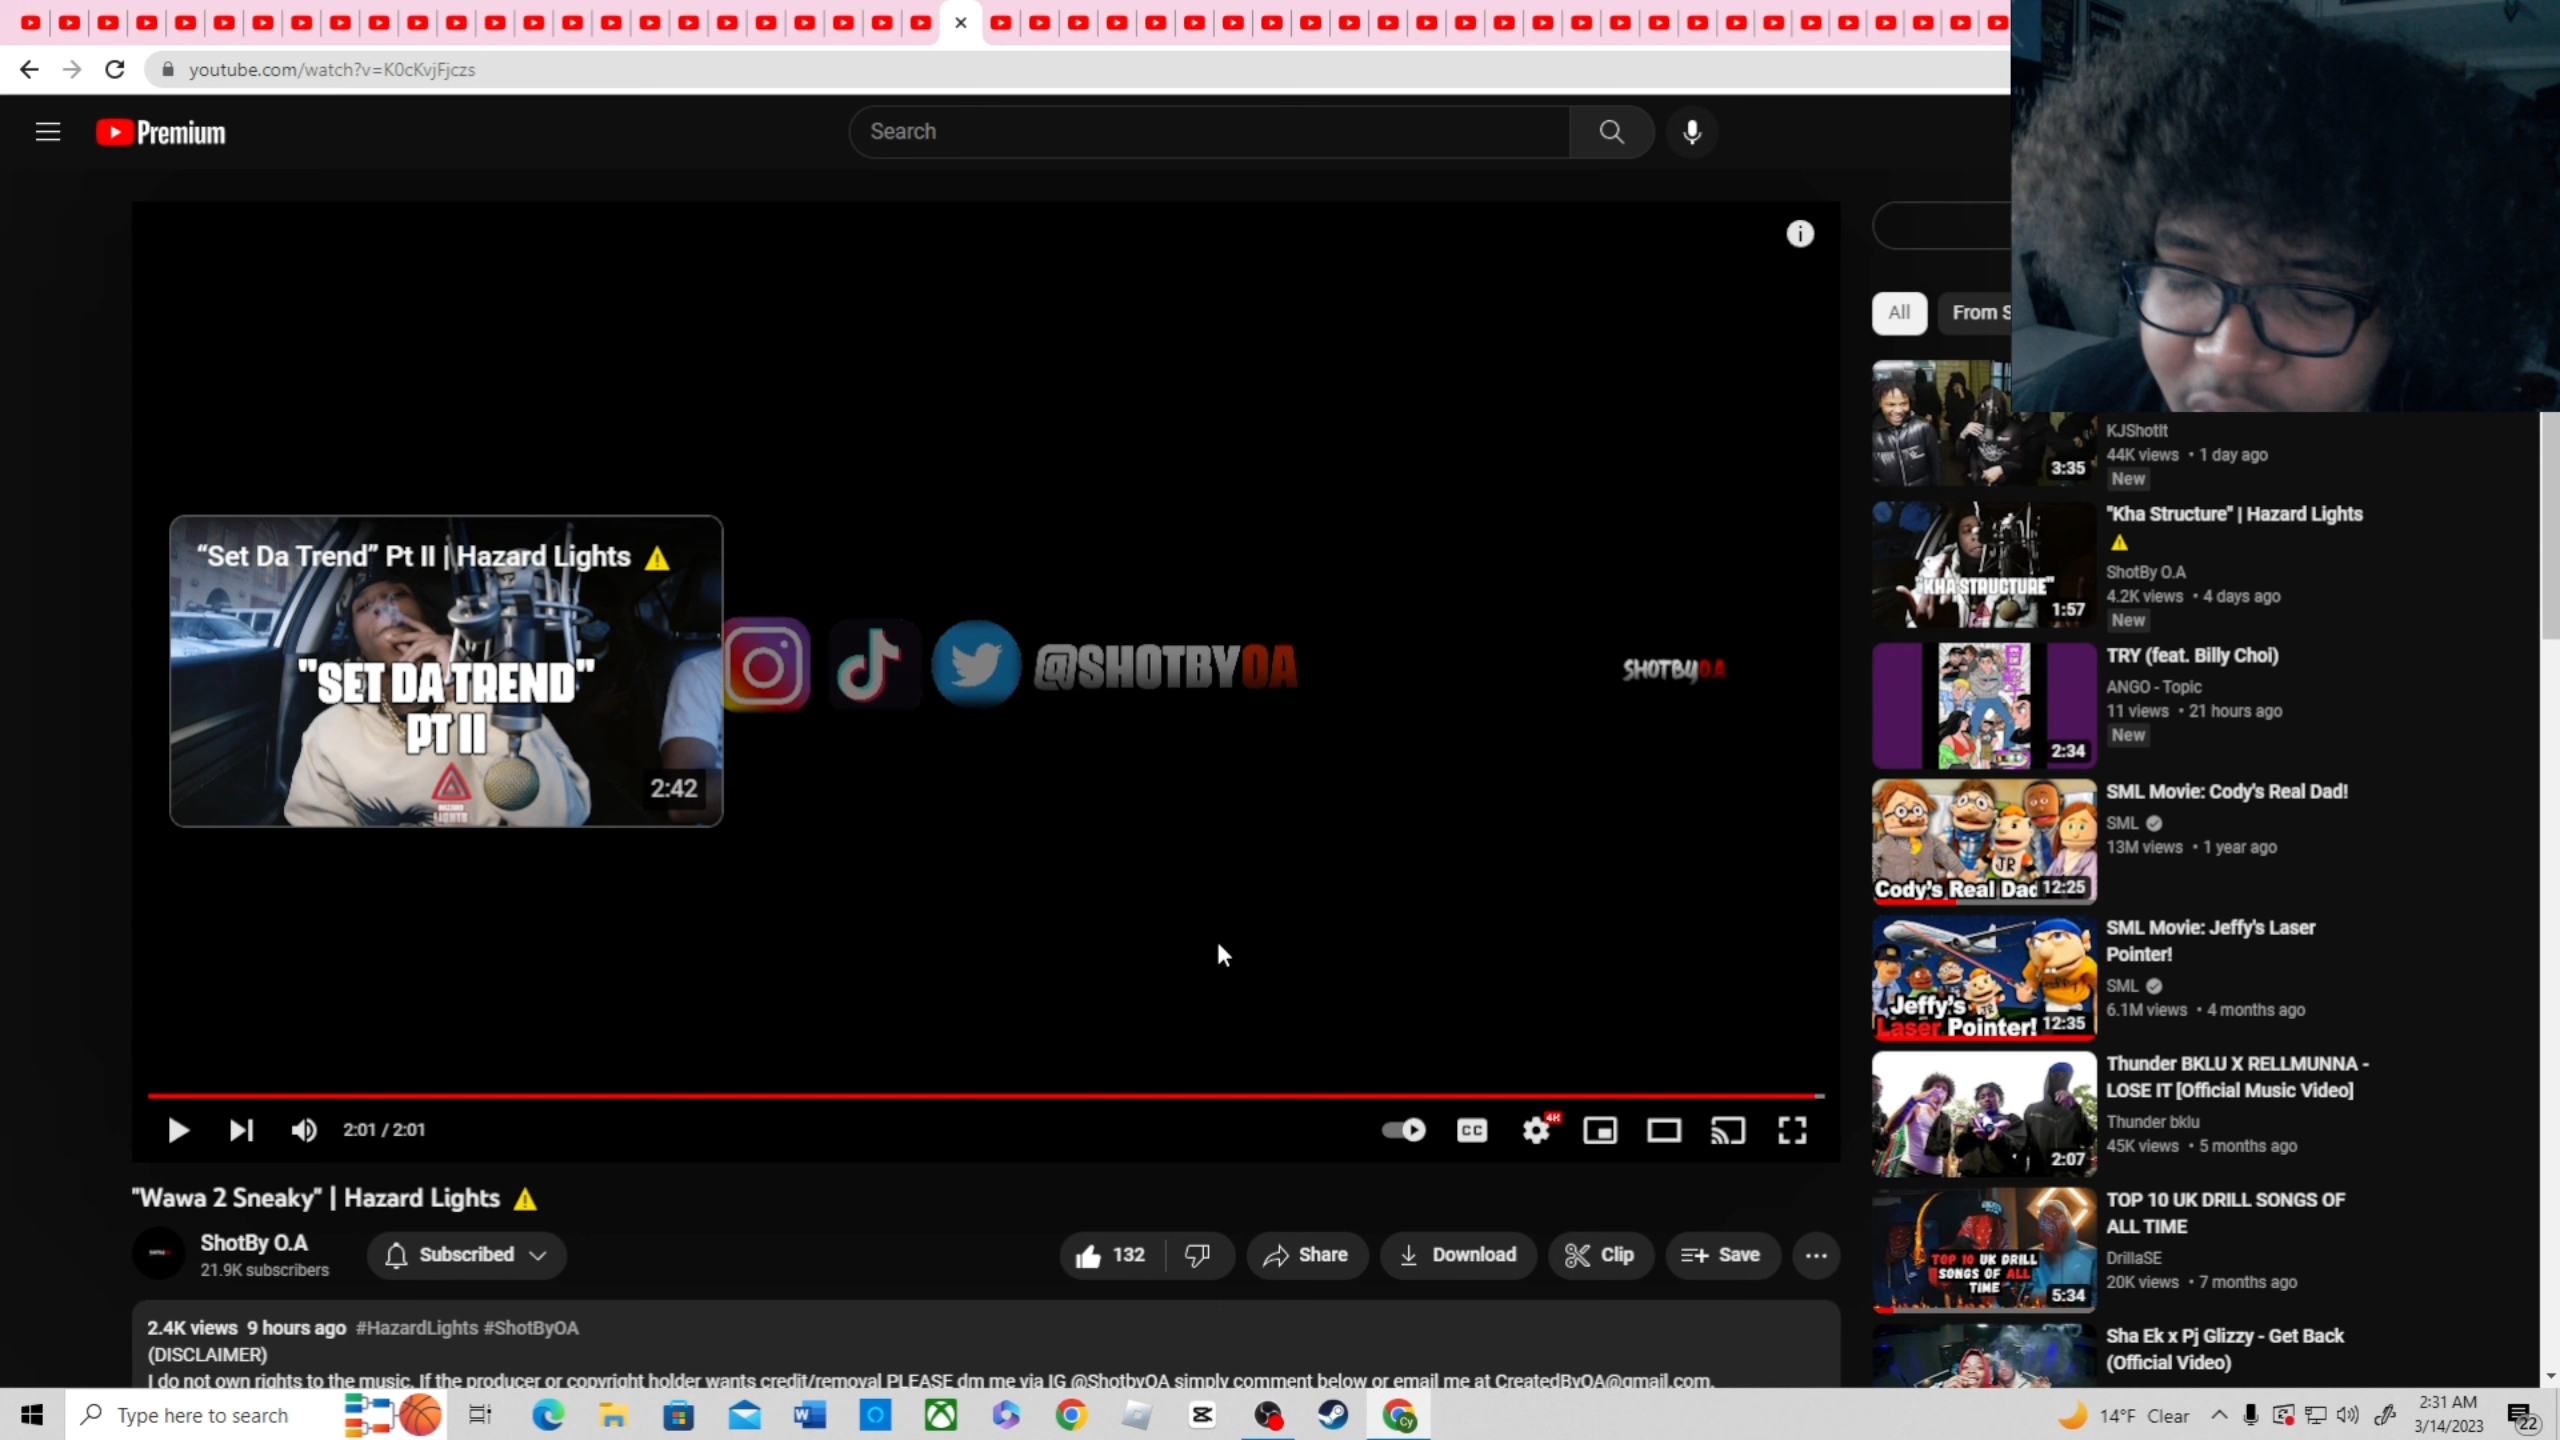 youtube.com/watch?v=K0cKvjFjczs
Premium
Search
All
From S
“Set Da Trend” Pt II | Hazard Lights ⚠
"SET DA TREND"
PT II
HAZARD
LIGHTS
2:42
@SHOTBYOA
SHOTBYOA
2:01 / 2:01
CC
4K
"Wawa 2 Sneaky" | Hazard Lights ⚠
ShotBy O.A
21.9K subscribers
Subscribed
132
Share
Download
Clip
Save
2.4K views 9 hours ago #HazardLights #ShotByOA
(DISCLAIMER)
I do not own rights to the music. If the producer or copyright holder wants credit/removal PLEASE dm me via IG @ShotbyOA simply comment below or email me at CreatedByOA@gmail.com.
3:35
KJShotIt
44K views • 1 day ago
New
"KHA STRUCTURE"
1:57
"Kha Structure" | Hazard Lights
⚠
ShotBy O.A
4.2K views • 4 days ago
New
2:34
TRY (feat. Billy Choi)
ANGO - Topic
11 views • 21 hours ago
New
JR
Cody's Real Dad
12:25
SML Movie: Cody's Real Dad!
SML
13M views • 1 year ago
Jeffy's
Laser Pointer!
12:35
SML Movie: Jeffy's Laser
Pointer!
SML
6.1M views • 4 months ago
2:07
Thunder BKLU X RELLMUNNA -
LOSE IT [Official Music Video]
Thunder bklu
45K views • 5 months ago
TOP 10 UK DRILL
SONGS OF ALL
TIME
5:34
TOP 10 UK DRILL SONGS OF
ALL TIME
DrillaSE
20K views • 7 months ago
Sha Ek x Pj Glizzy - Get Back
(Official Video)
Type here to search
Cy
14°F Clear
2:31 AM
3/14/2023
22